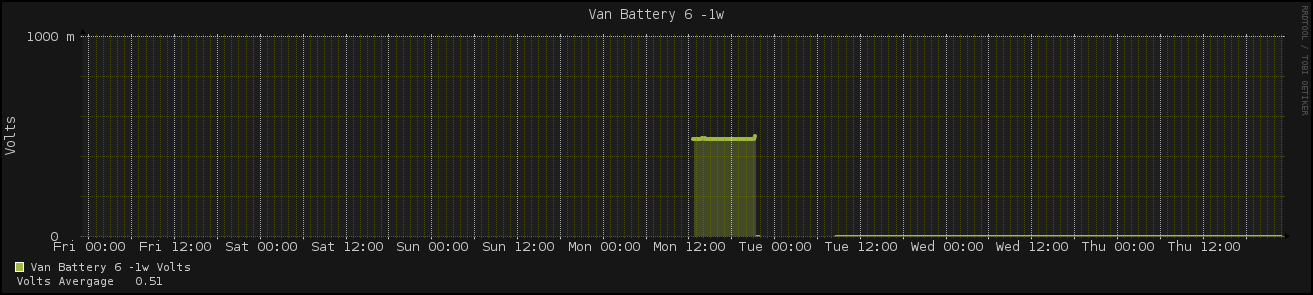 Van Battery 6 -1w
RRDTOOL / TOBI OETIKER
1000 m
Volts
0
Fri 00:00 Fri 12:00 Sat 00:00 Sat 12:00 Sun 00:00 Sun 12:00 Mon 00:00 Mon 12:00 Tue 00:00 Tue 12:00 Wed 00:00 Wed 12:00 Thu 00:00 Thu 12:00
Van Battery 6 -1w Volts
Volts Avergage 0.51